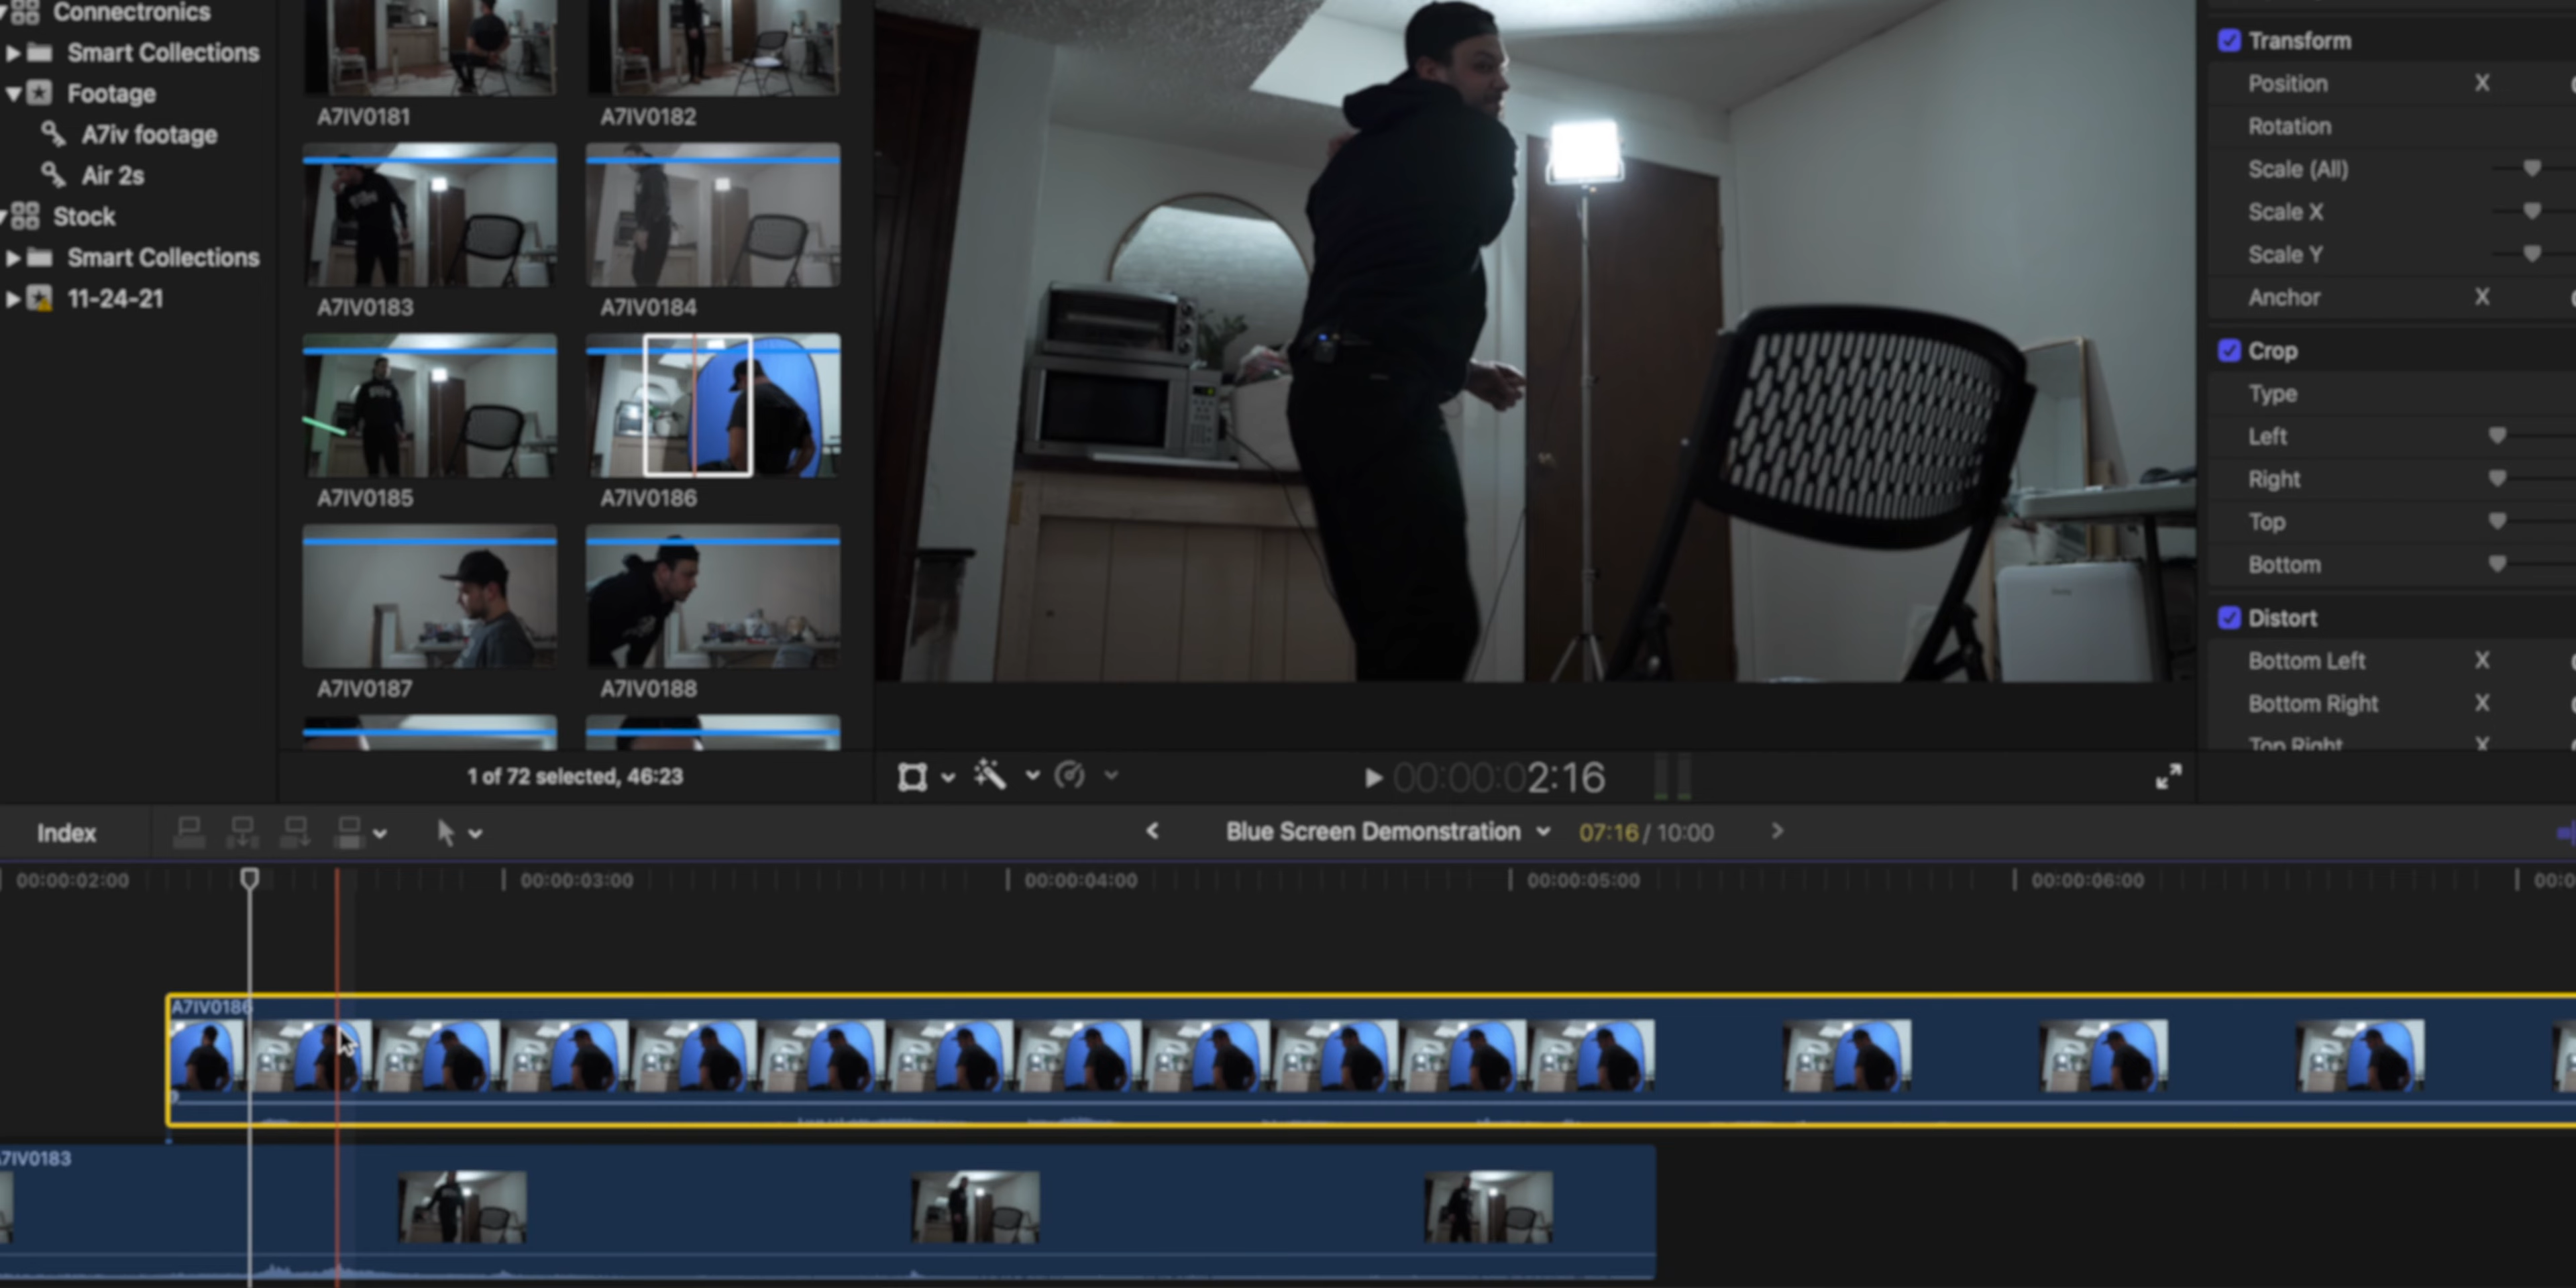 Connectronics
Smart Collections
Footage
A7iv footage
Air 2s
Stock
Smart Collections
11-24-21
A7IV0181
A7IV0182
A7IV0183
A7IV0184
A7IV0185
A7IV0186
A7IV0187
A7IV0188
1 of 72 selected, 46:23
00:00:02:16
Transform
Position X
Rotation
Scale (All)
Scale X
Scale Y
Anchor X
Crop
Type
Left
Right
Top
Bottom
Distort
Bottom Left X
Bottom Right X
Top Right X
Index
Blue Screen Demonstration 07:16 / 10:00
00:00:02:00 00:00:03:00 00:00:04:00 00:00:05:00 00:00:06:00 00:0
A7IV0186
7IV0183